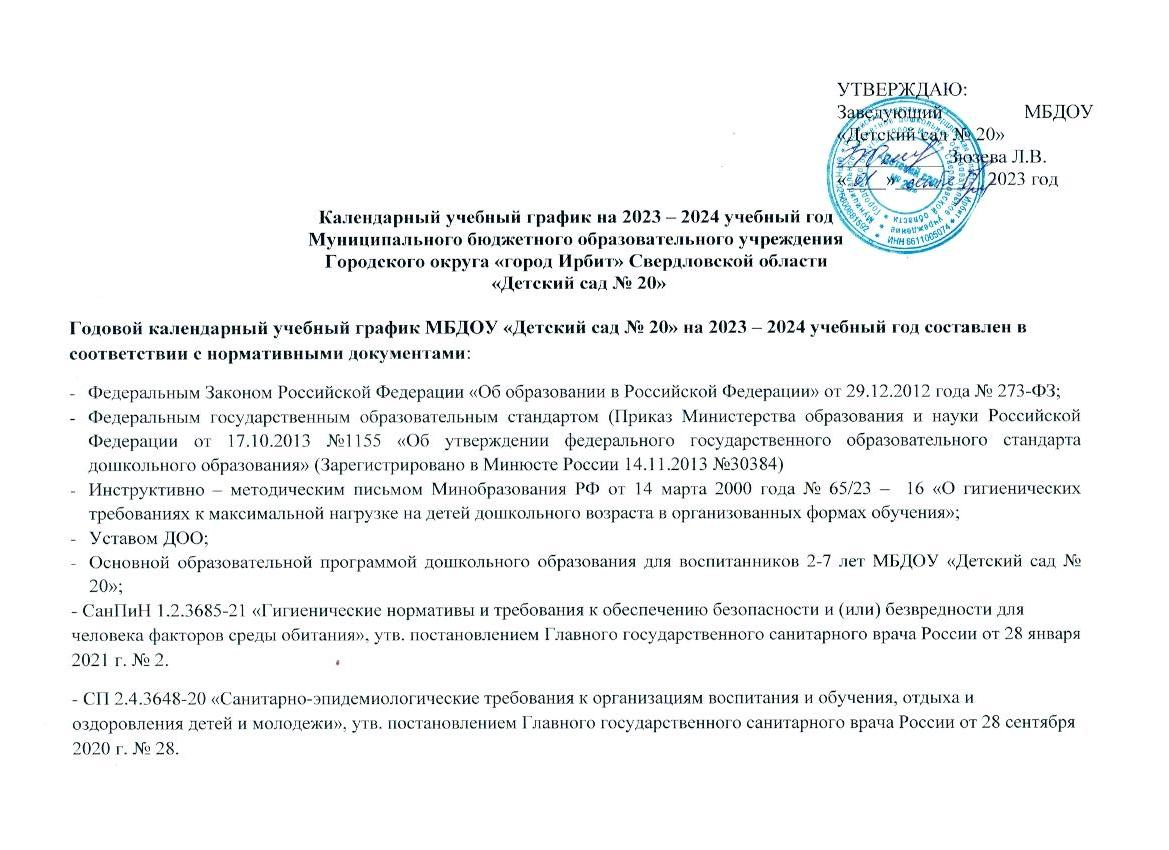 УТВЕРЖДАЮ:
Заведующий МБДОУ
«Детский сад № 20»
Зюзева Л.В.
« » 2023 год
Календарный учебный график на 2023 – 2024 учебный год
Муниципального бюджетного образовательного учреждения
Городского округа «город Ирбит» Свердловской области
«Детский сад № 20»
Годовой календарный учебный график МБДОУ «Детский сад № 20» на 2023 – 2024 учебный год составлен в
соответствии с нормативными документами:
- Федеральным Законом Российской Федерации «Об образовании в Российской Федерации» от 29.12.2012 года № 273-ФЗ;
- Федеральным государственным образовательным стандартом (Приказ Министерства образования и науки Российской
Федерации от 17.10.2013 №1155 «Об утверждении федерального государственного образовательного стандарта
дошкольного образования» (Зарегистрировано в Минюсте России 14.11.2013 №30384)
- Инструктивно – методическим письмом Минобразования РФ от 14 марта 2000 года № 65/23 – 16 «О гигиенических
требованиях к максимальной нагрузке на детей дошкольного возраста в организованных формах обучения»;
- Уставом ДОО;
- Основной образовательной программой дошкольного образования для воспитанников 2-7 лет МБДОУ «Детский сад №
20»;
- СанПиН 1.2.3685-21 «Гигиенические нормативы и требования к обеспечению безопасности и (или) безвредности для
человека факторов среды обитания», утв. постановлением Главного государственного санитарного врача России от 28 января
2021 г. № 2.
- СП 2.4.3648-20 «Санитарно-эпидемиологические требования к организациям воспитания и обучения, отдыха и
оздоровления детей и молодежи», утв. постановлением Главного государственного санитарного врача России от 28 сентября
2020 г. № 28.